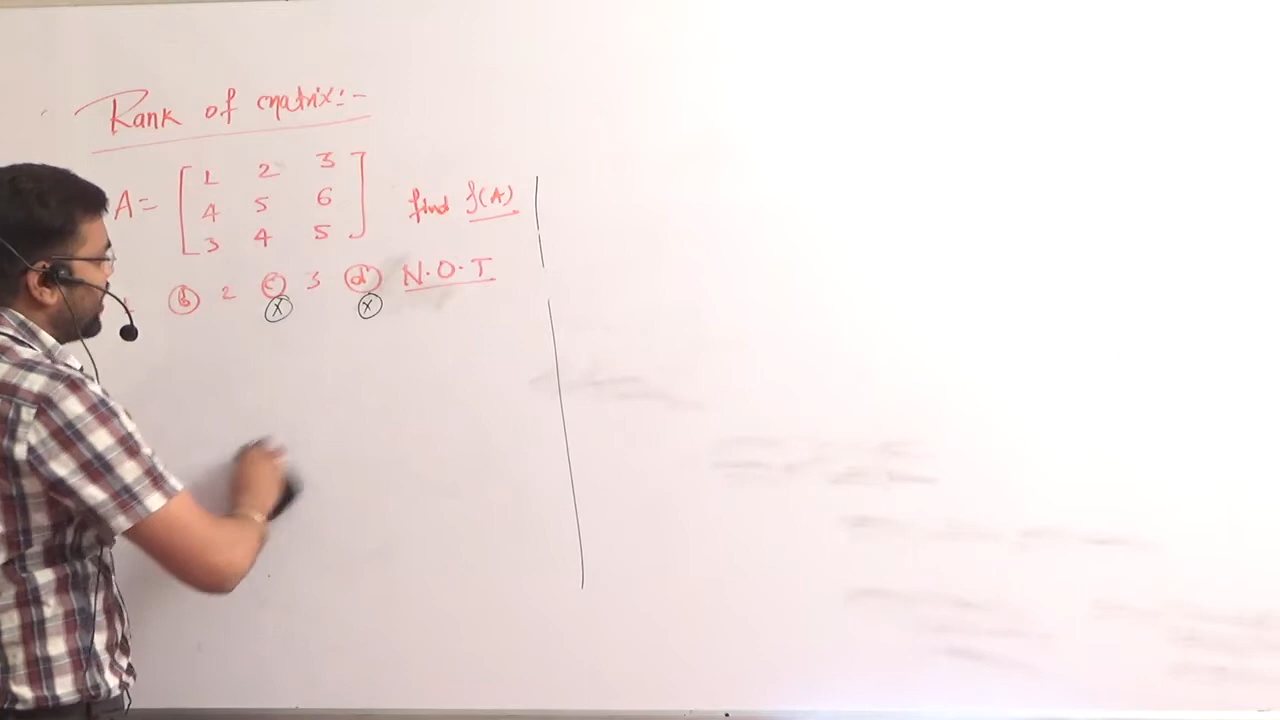 Rank of matrix:-
A = [ 1 2 3
4 5 6
3 4 5 ] find f(A)
b 2 c 3 d N.O.T
x x